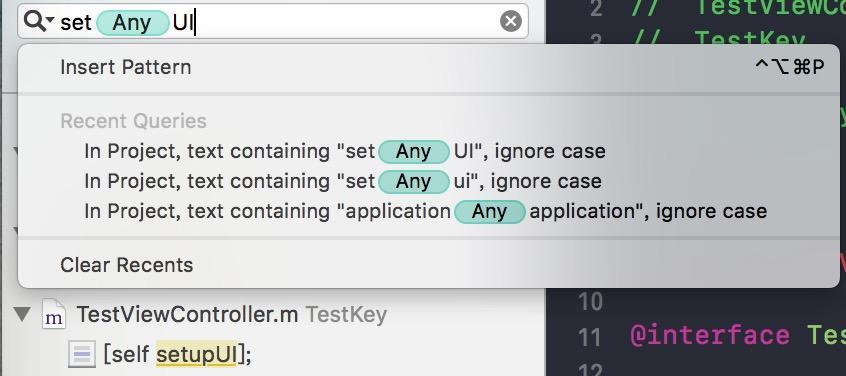 set Any UI
Insert Pattern ^⌥⌘P
Recent Queries
In Project, text containing "set Any UI", ignore case
In Project, text containing "set Any ui", ignore case
In Project, text containing "application Any application", ignore case
Clear Recents
m TestViewController.m TestKey
[self setupUI];
2 // TestViewCo
3 // TestKey
10
11 @interface Tes
12